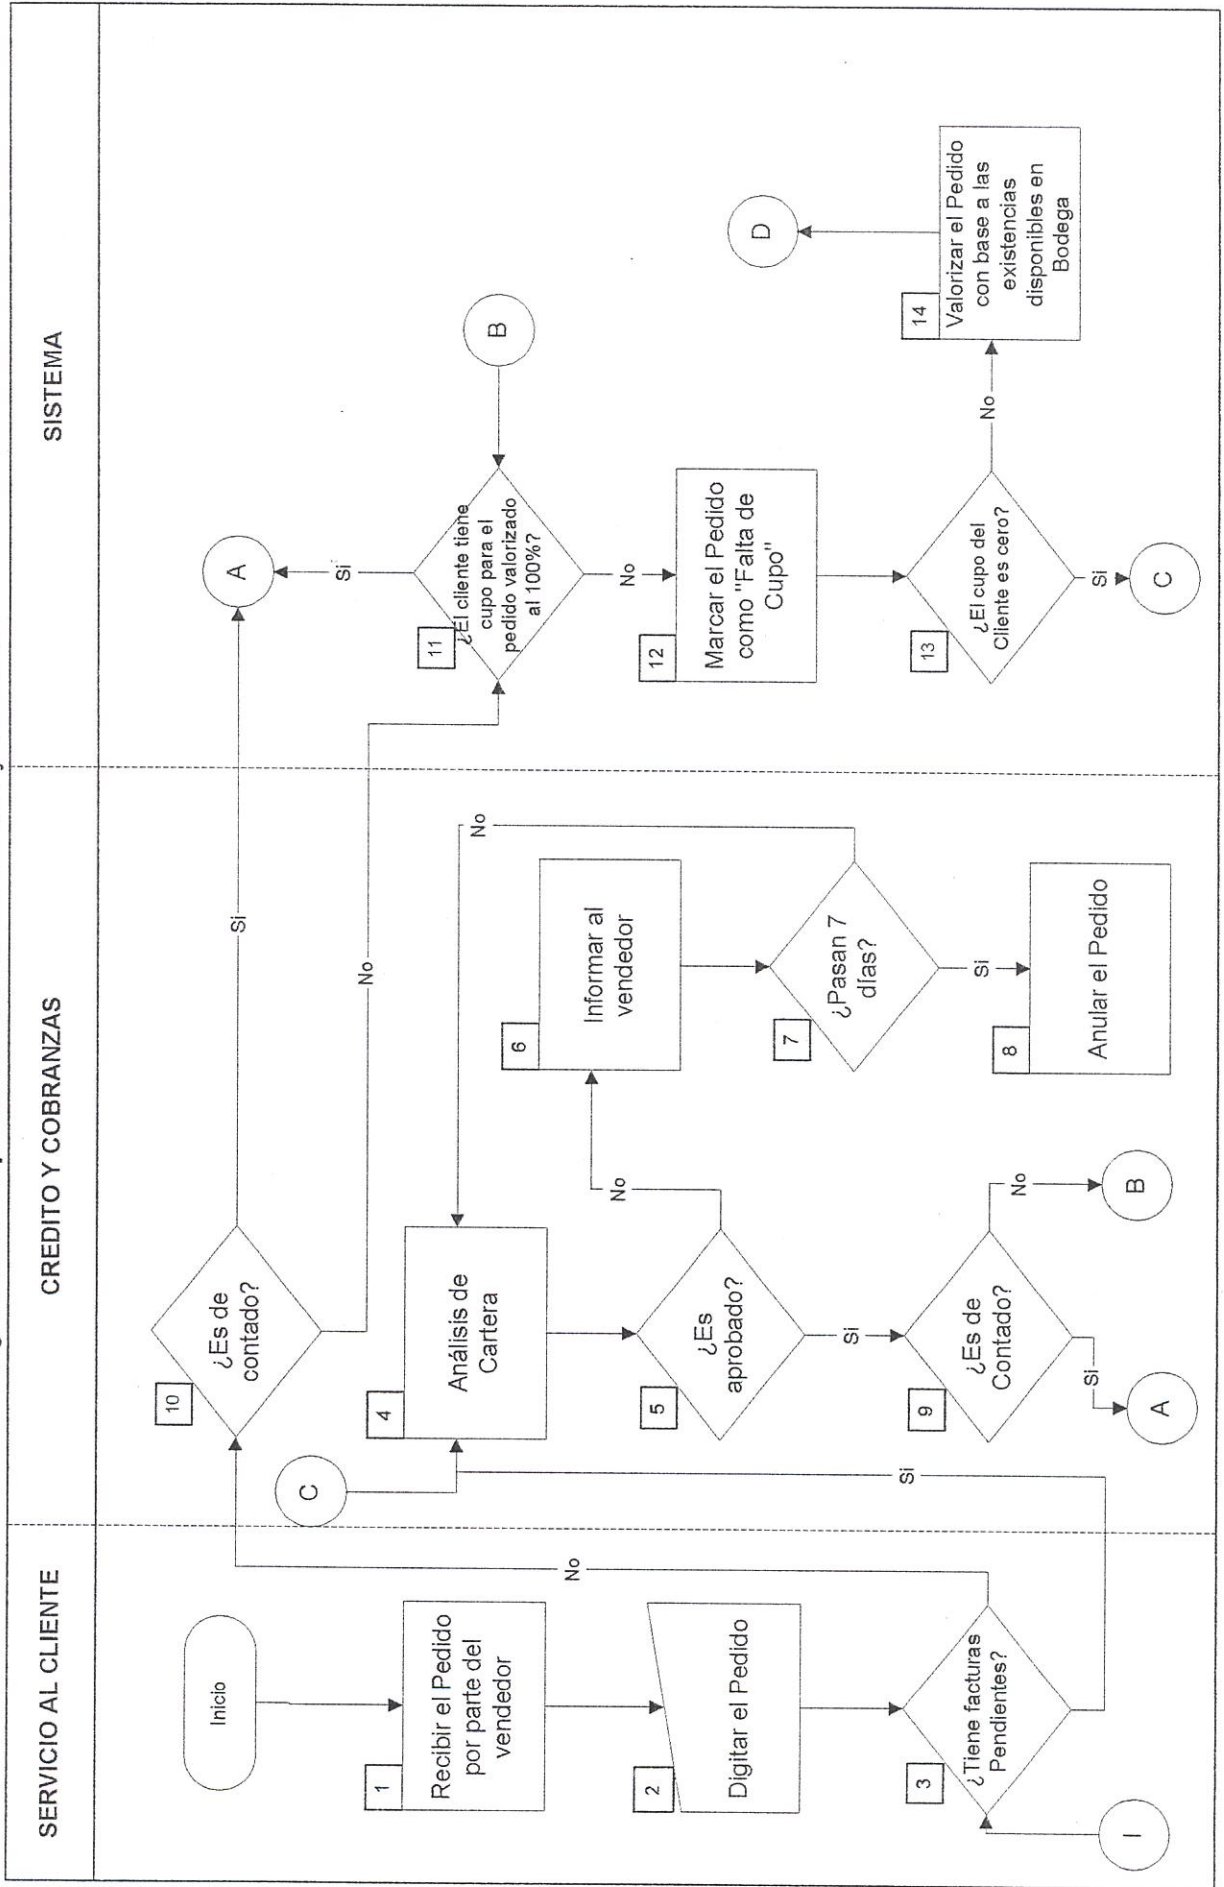 SERVICIO AL CLIENTE
CREDITO Y COBRANZAS
SISTEMA
Inicio
1
Recibir el Pedido
por parte del
vendedor
2
Digitar el Pedido
3
¿Tiene facturas
Pendientes?
I
No
Si
10
¿Es de
contado?
Si
No
C
4
Análisis de
Cartera
5
¿Es
aprobado?
No
Si
6
Informar al
vendedor
7
¿Pasan 7
días?
No
Si
8
Anular el Pedido
9
¿Es de
Contado?
No
B
Si
A
A
Si
11
¿El cliente tiene
cupo para el
pedido valorizado
al 100%?
B
No
12
Marcar el Pedido
como "Falta de
Cupo"
13
¿El cupo del
Cliente es cero?
No
Si
C
14
Valorizar el Pedido
con base a las
existencias
disponibles en
Bodega
D